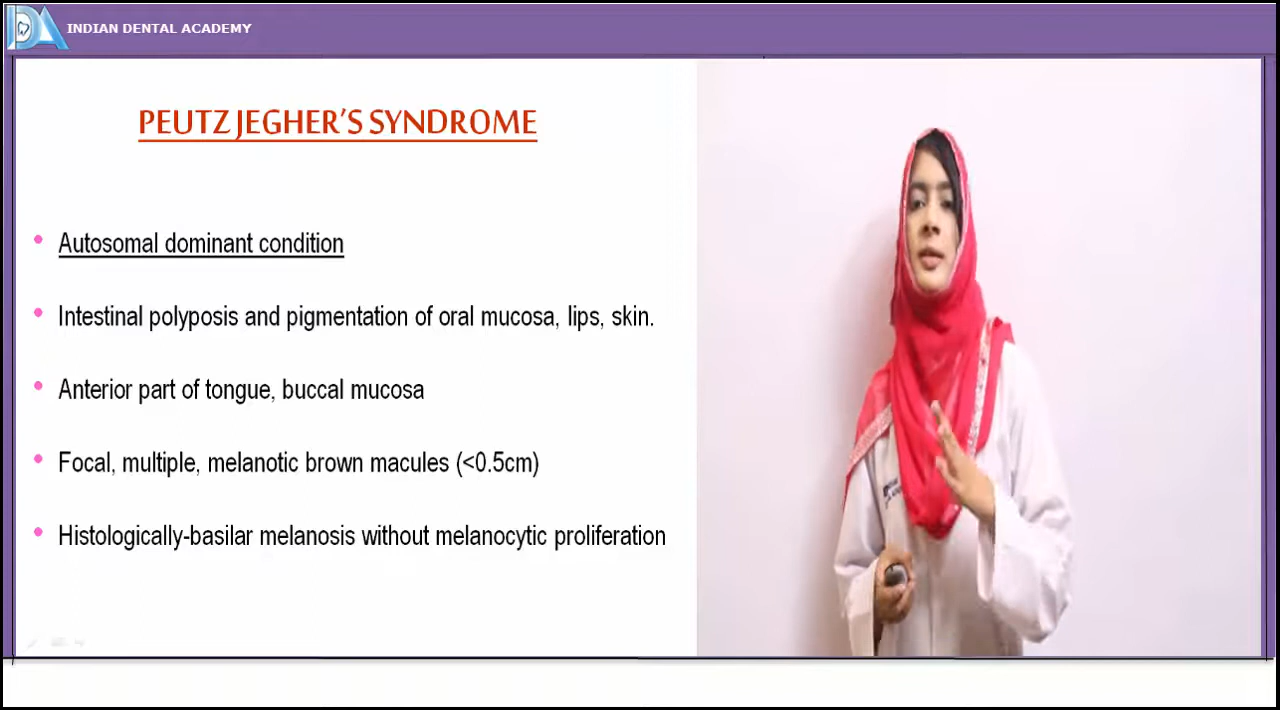 INDIAN DENTAL ACADEMY
PEUTZ JEGHER'S SYNDROME
• Autosomal dominant condition
• Intestinal polyposis and pigmentation of oral mucosa, lips, skin.
• Anterior part of tongue, buccal mucosa
• Focal, multiple, melanotic brown macules (<0.5cm)
• Histologically-basilar melanosis without melanocytic proliferation